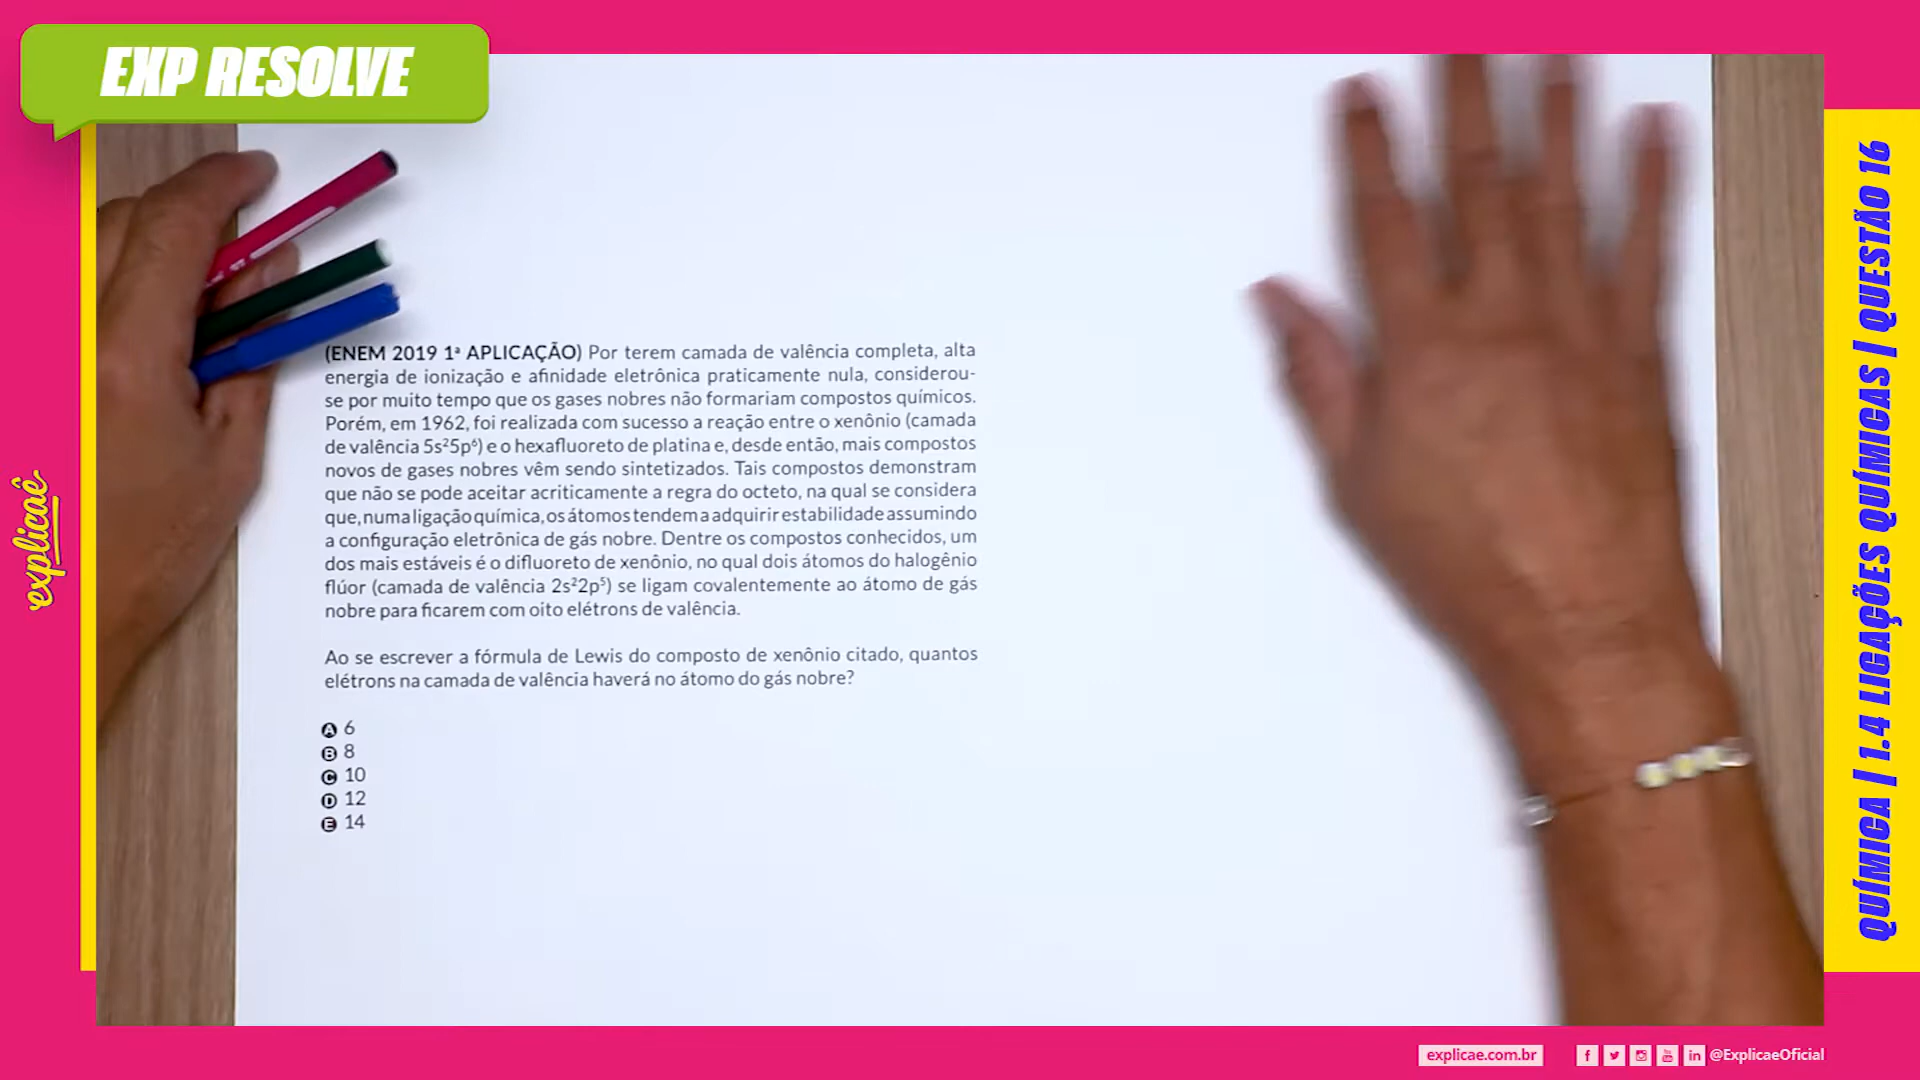 EXP RESOLVE
(ENEM 2019 1ª APLICAÇÃO) Por terem camada de valência completa, alta
energia de ionização e afinidade eletrônica praticamente nula, considerou-
se por muito tempo que os gases nobres não formariam compostos químicos.
Porém, em 1962, foi realizada com sucesso a reação entre o xenônio (camada
de valência 5s²5p⁶) e o hexafluoreto de platina e, desde então, mais compostos
novos de gases nobres vêm sendo sintetizados. Tais compostos demonstram
que não se pode aceitar acriticamente a regra do octeto, na qual se considera
que, numa ligação química, os átomos tendem a adquirir estabilidade assumindo
a configuração eletrônica de gás nobre. Dentre os compostos conhecidos, um
dos mais estáveis é o difluoreto de xenônio, no qual dois átomos do halogênio
flúor (camada de valência 2s²2p⁵) se ligam covalentemente ao átomo de gás
nobre para ficarem com oito elétrons de valência.
Ao se escrever a fórmula de Lewis do composto de xenônio citado, quantos
elétrons na camada de valência haverá no átomo do gás nobre?
A 6
B 8
C 10
D 12
E 14
explicaê
QUÍMICA | 1.4 LIGAÇÕES QUÍMICAS | QUESTÃO 16
explicae.com.br
@ExplicaeOficial